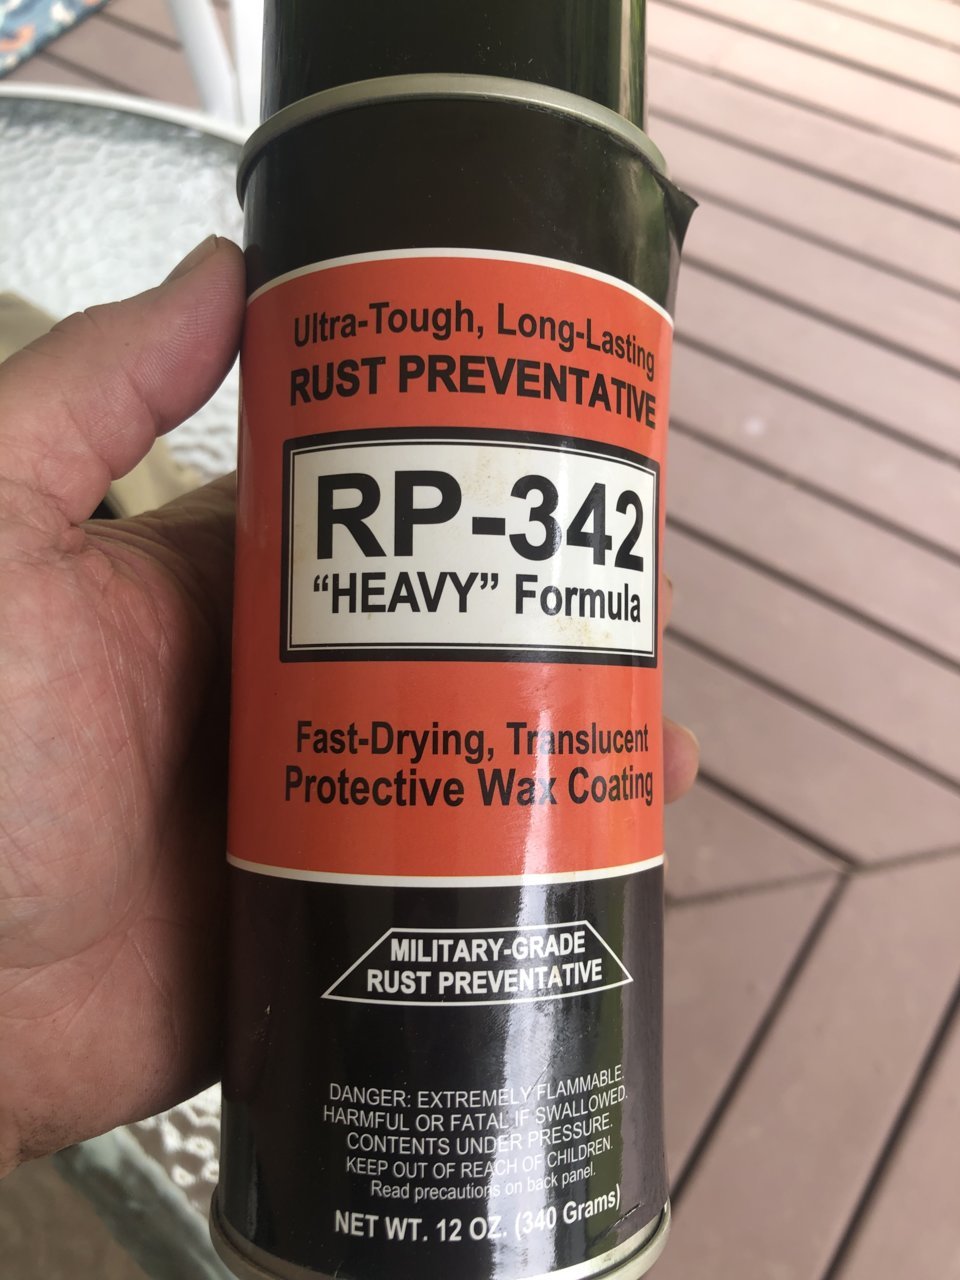 Ultra-Tough, Long-Lasting
RUST PREVENTATIVE
RP-342
“HEAVY” Formula
Fast-Drying, Translucent
Protective Wax Coating
MILITARY-GRADE
RUST PREVENTATIVE
DANGER: EXTREMELY FLAMMABLE.
HARMFUL OR FATAL IF SWALLOWED.
CONTENTS UNDER PRESSURE.
KEEP OUT OF REACH OF CHILDREN.
Read precautions on back panel.
NET WT. 12 OZ. (340 Grams)